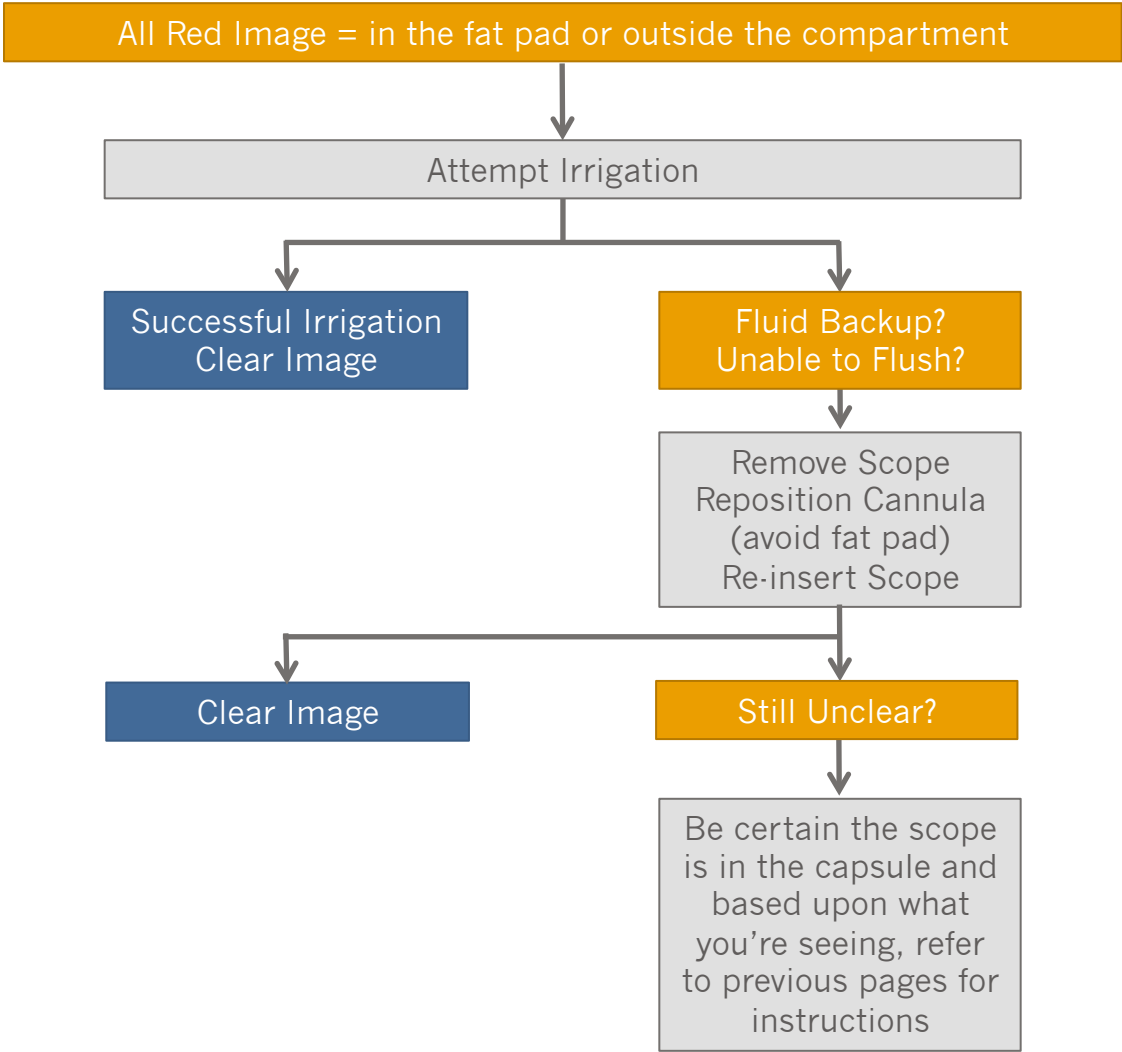 All Red Image = in the fat pad or outside the compartment
Attempt Irrigation
Successful Irrigation
Clear Image
Fluid Backup?
Unable to Flush?
Remove Scope
Reposition Cannula
(avoid fat pad)
Re-insert Scope
Clear Image
Still Unclear?
Be certain the scope
is in the capsule and
based upon what
you’re seeing, refer
to previous pages for
instructions